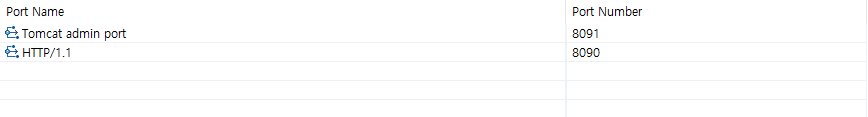 Port Name Port Number
Tomcat admin port 8091
HTTP/1.1 8090